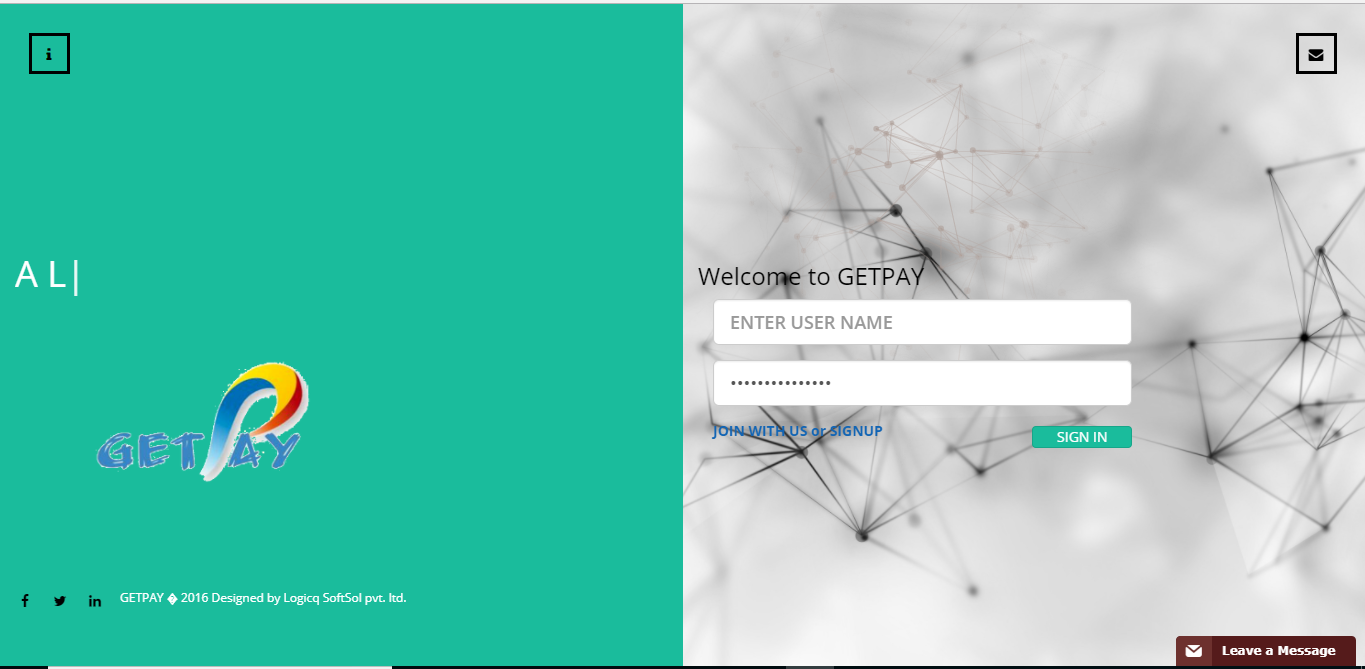 A L|
GETPAY
GETPAY � 2016 Designed by Logicq SoftSol pvt. ltd.
Welcome to GETPAY
ENTER USER NAME
•••••••••••••••
JOIN WITH US or SIGNUP
SIGN IN
Leave a Message